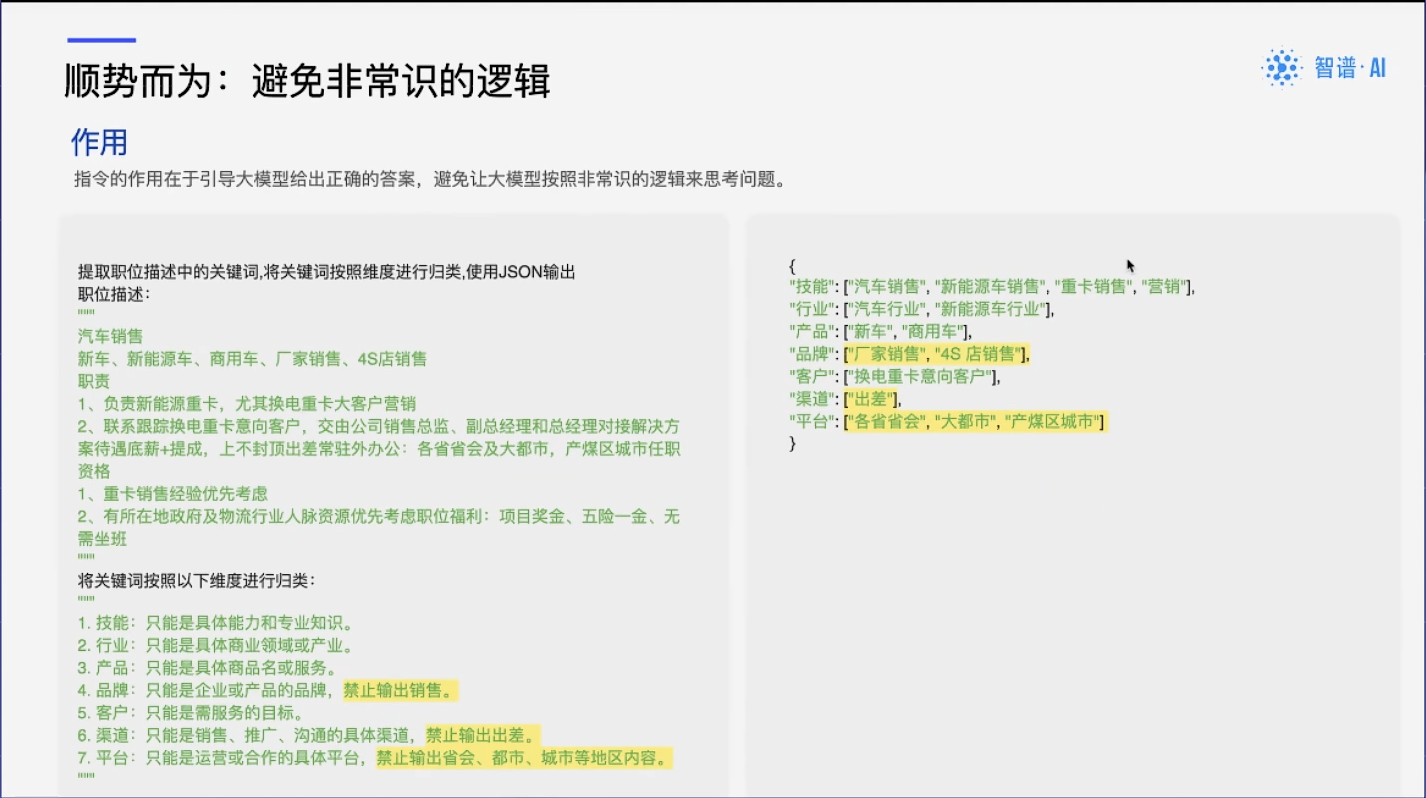 顺势而为：避免非常识的逻辑
智谱·AI
作用
指令的作用在于引导大模型给出正确的答案，避免让大模型按照非常识的逻辑来思考问题。
提取职位描述中的关键词,将关键词按照维度进行归类,使用JSON输出
职位描述：
"""
汽车销售
新车、新能源车、商用车、厂家销售、4S店销售
职责
1、负责新能源重卡，尤其换电重卡大客户营销
2、联系跟踪换电重卡意向客户，交由公司销售总监、副总经理和总经理对接解决方
案待遇底薪+提成，上不封顶出差常驻外办公：各省省会及大都市，产煤区城市任职
资格
1、重卡销售经验优先考虑
2、有所在地政府及物流行业人脉资源优先考虑职位福利：项目奖金、五险一金、无
需坐班
"""
将关键词按照以下维度进行归类：
"""
1. 技能：只能是具体能力和专业知识。
2. 行业：只能是具体商业领域或产业。
3. 产品：只能是具体商品名或服务。
4. 品牌：只能是企业或产品的品牌，禁止输出销售。
5. 客户：只能是需服务的目标。
6. 渠道：只能是销售、推广、沟通的具体渠道，禁止输出出差。
7. 平台：只能是运营或合作的具体平台，禁止输出省会、都市、城市等地区内容。
"""
{
"技能": ["汽车销售", "新能源车销售", "重卡销售", "营销"],
"行业": ["汽车行业", "新能源车行业"],
"产品": ["新车", "商用车"],
"品牌": ["厂家销售", "4S 店销售"],
"客户": ["换电重卡意向客户"],
"渠道": ["出差"],
"平台": ["各省省会", "大都市", "产煤区城市"]
}